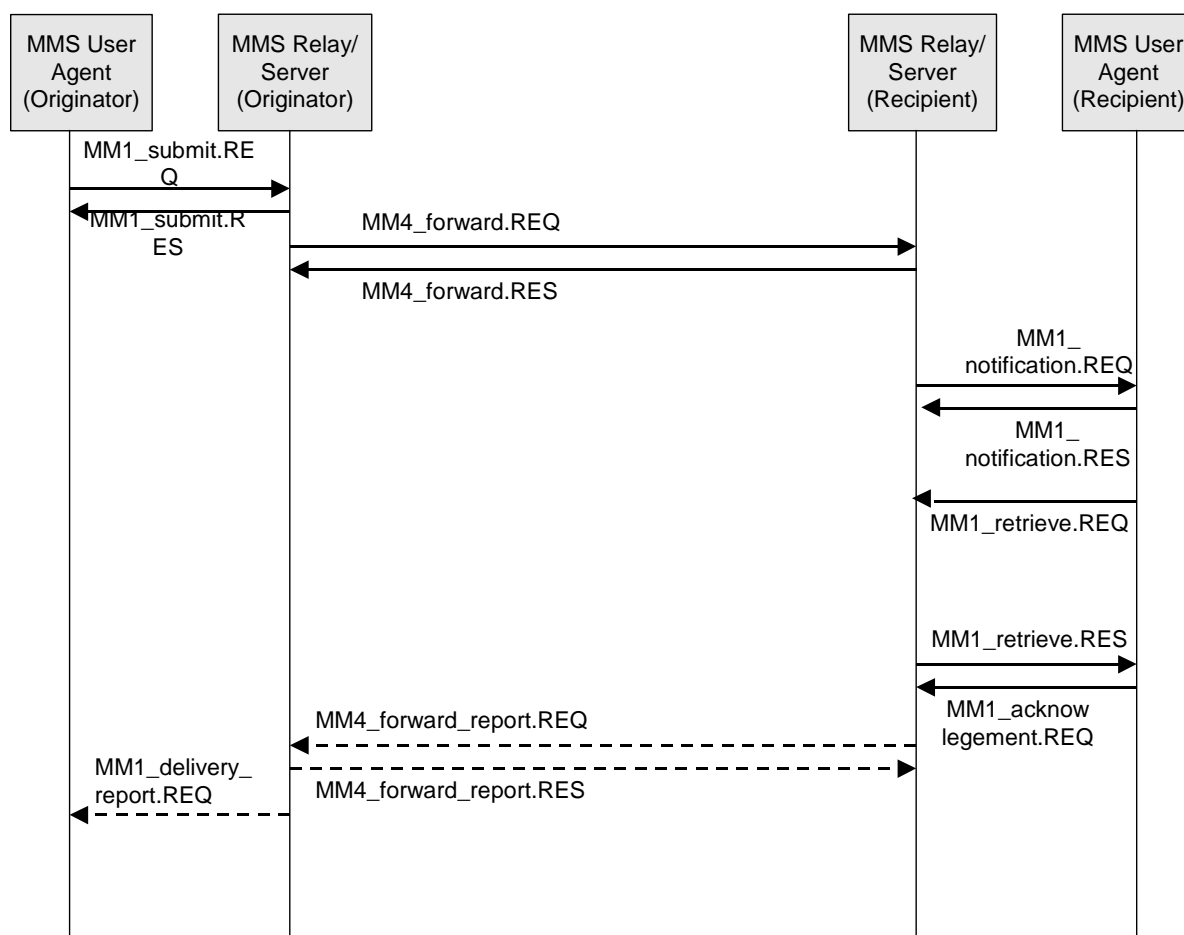 MMS User
Agent
(Originator)
MMS Relay/
Server
(Originator)
MMS Relay/
Server
(Recipient)
MMS User
Agent
(Recipient)
MM1_submit.RE
Q
MM1_submit.R
ES
MM4_forward.REQ
MM4_forward.RES
MM1_
notification.REQ
MM1_
notification.RES
MM1_retrieve.REQ
MM1_retrieve.RES
MM1_acknow
legement.REQ
MM4_forward_report.REQ
MM4_forward_report.RES
MM1_delivery_
report.REQ